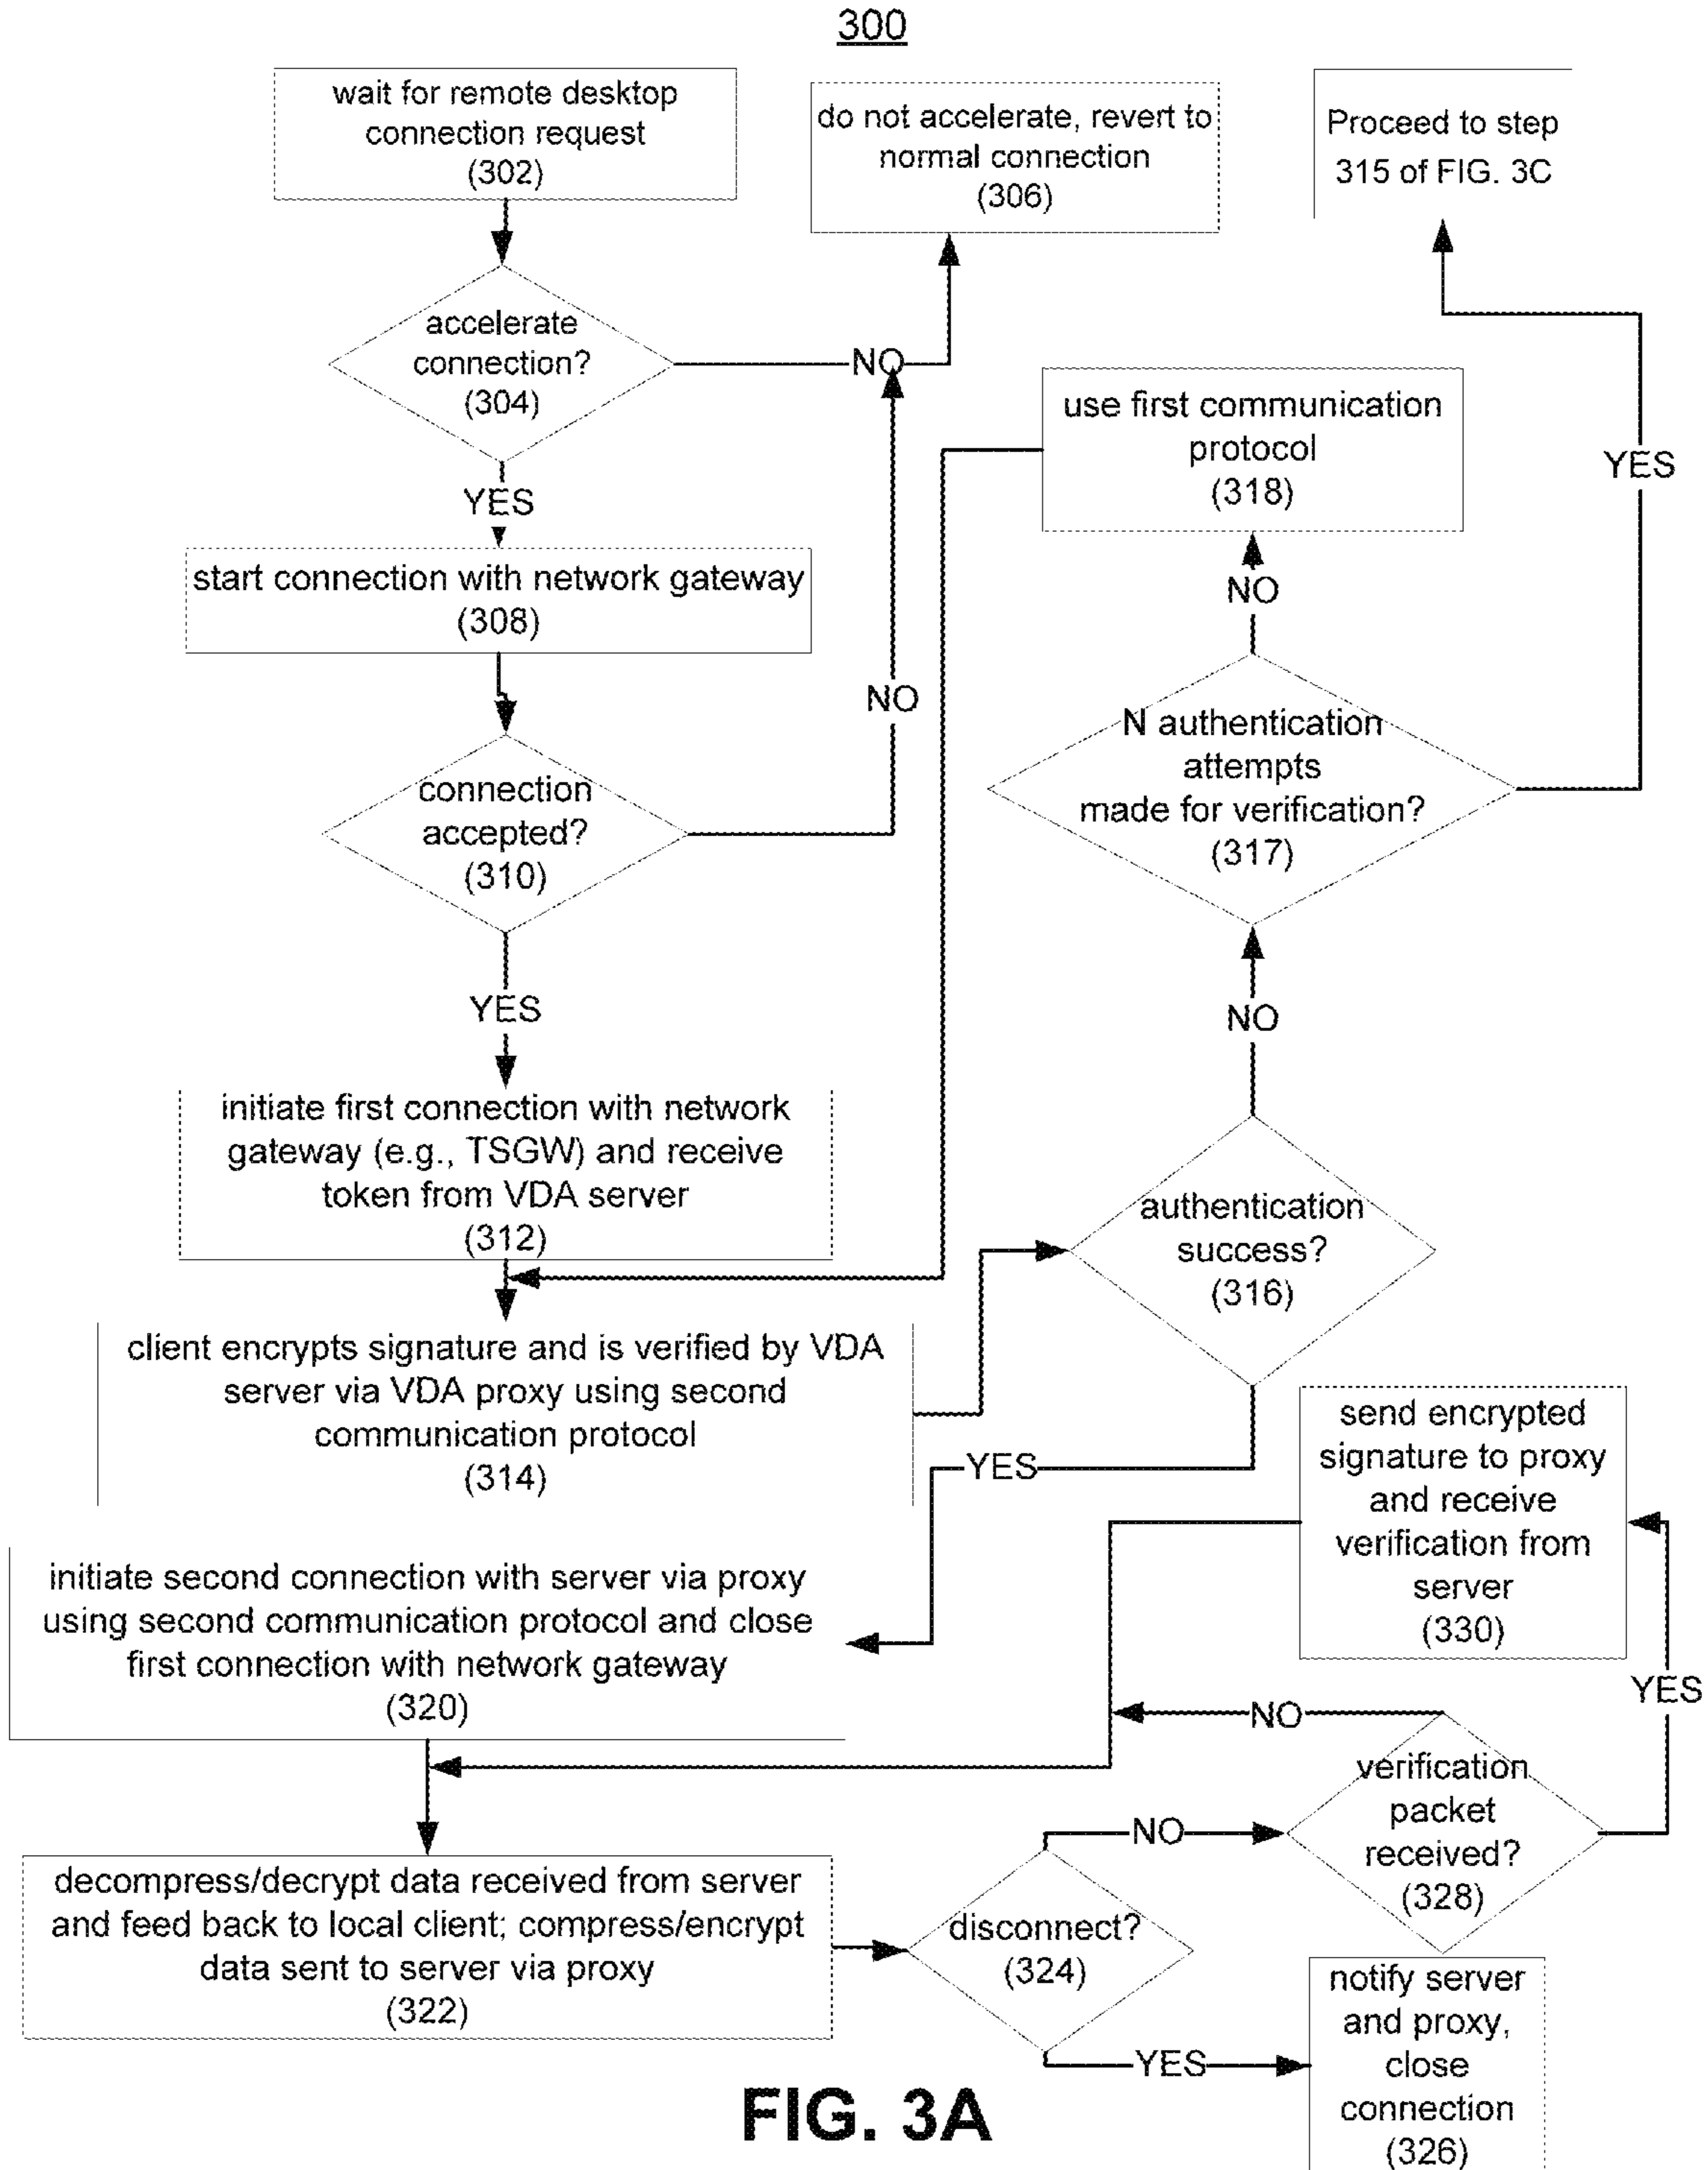 300
wait for remote desktop
connection request
(302)
do not accelerate, revert to
normal connection
(306)
Proceed to step
315 of FIG. 3C
accelerate
connection?
(304)
NO
YES
use first communication
protocol
(318)
YES
start connection with network gateway
(308)
NO
NO
connection
accepted?
(310)
N authentication
attempts
made for verification?
(317)
YES
NO
initiate first connection with network
gateway (e.g., TSGW) and receive
token from VDA server
(312)
authentication
success?
(316)
client encrypts signature and is verified by VDA
server via VDA proxy using second
communication protocol
(314)
YES
send encrypted
signature to proxy
and receive
verification from
server
(330)
initiate second connection with server via proxy
using second communication protocol and close
first connection with network gateway
(320)
YES
NO
verification
packet
received?
(328)
NO
decompress/decrypt data received from server
and feed back to local client; compress/encrypt
data sent to server via proxy
(322)
disconnect?
(324)
YES
notify server
and proxy,
close
connection
(326)
FIG. 3A